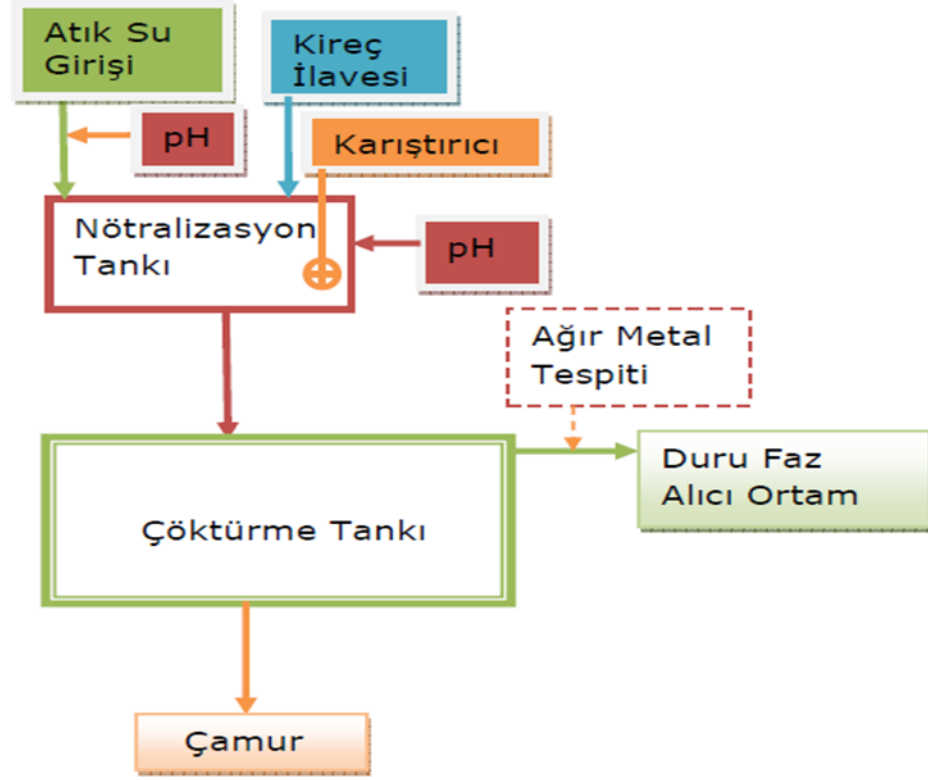 Atık Su
Girişi
Kireç
İlavesi
pH
Karıştırıcı
Nötralizasyon
Tankı
pH
Ağır Metal
Tespiti
Duru Faz
Alıcı Ortam
Çöktürme Tankı
Çamur